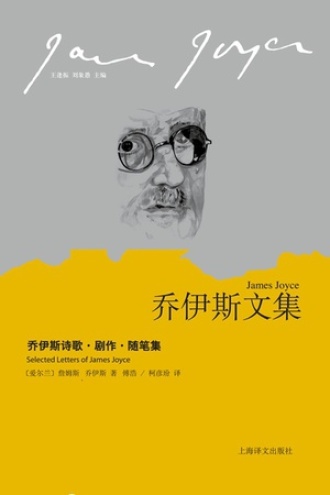 James Joyce
王逢振 周象愚 主编
James Joyce
乔伊斯文集
乔伊斯诗歌·剧作·随笔集
Selected Letters of James Joyce
〔爱尔兰〕詹姆斯 乔伊斯 著 傅浩 / 柯彦玢 译
上海译文出版社